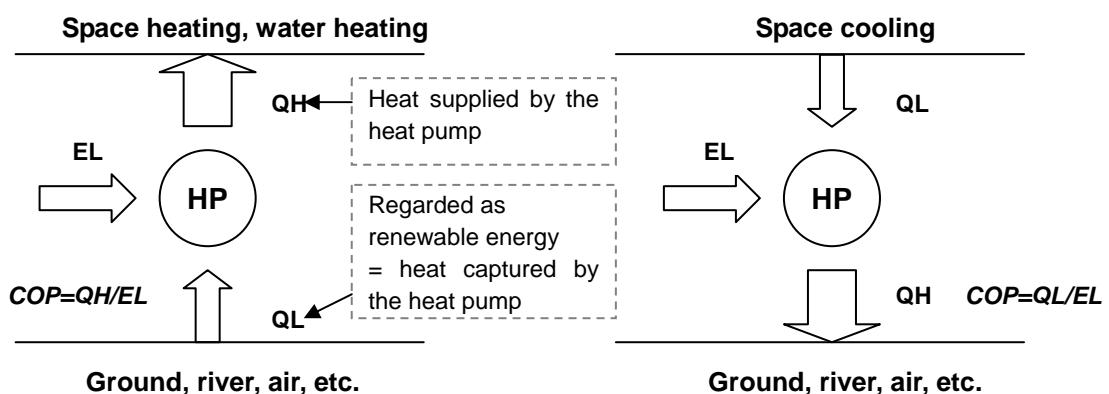 Space heating, water heating
QH
Heat supplied by the
heat pump
EL
HP
Regarded as
renewable energy
= heat captured by
the heat pump
COP=QH/EL
QL
Ground, river, air, etc.
Space cooling
QL
EL
HP
QH
COP=QL/EL
Ground, river, air, etc.